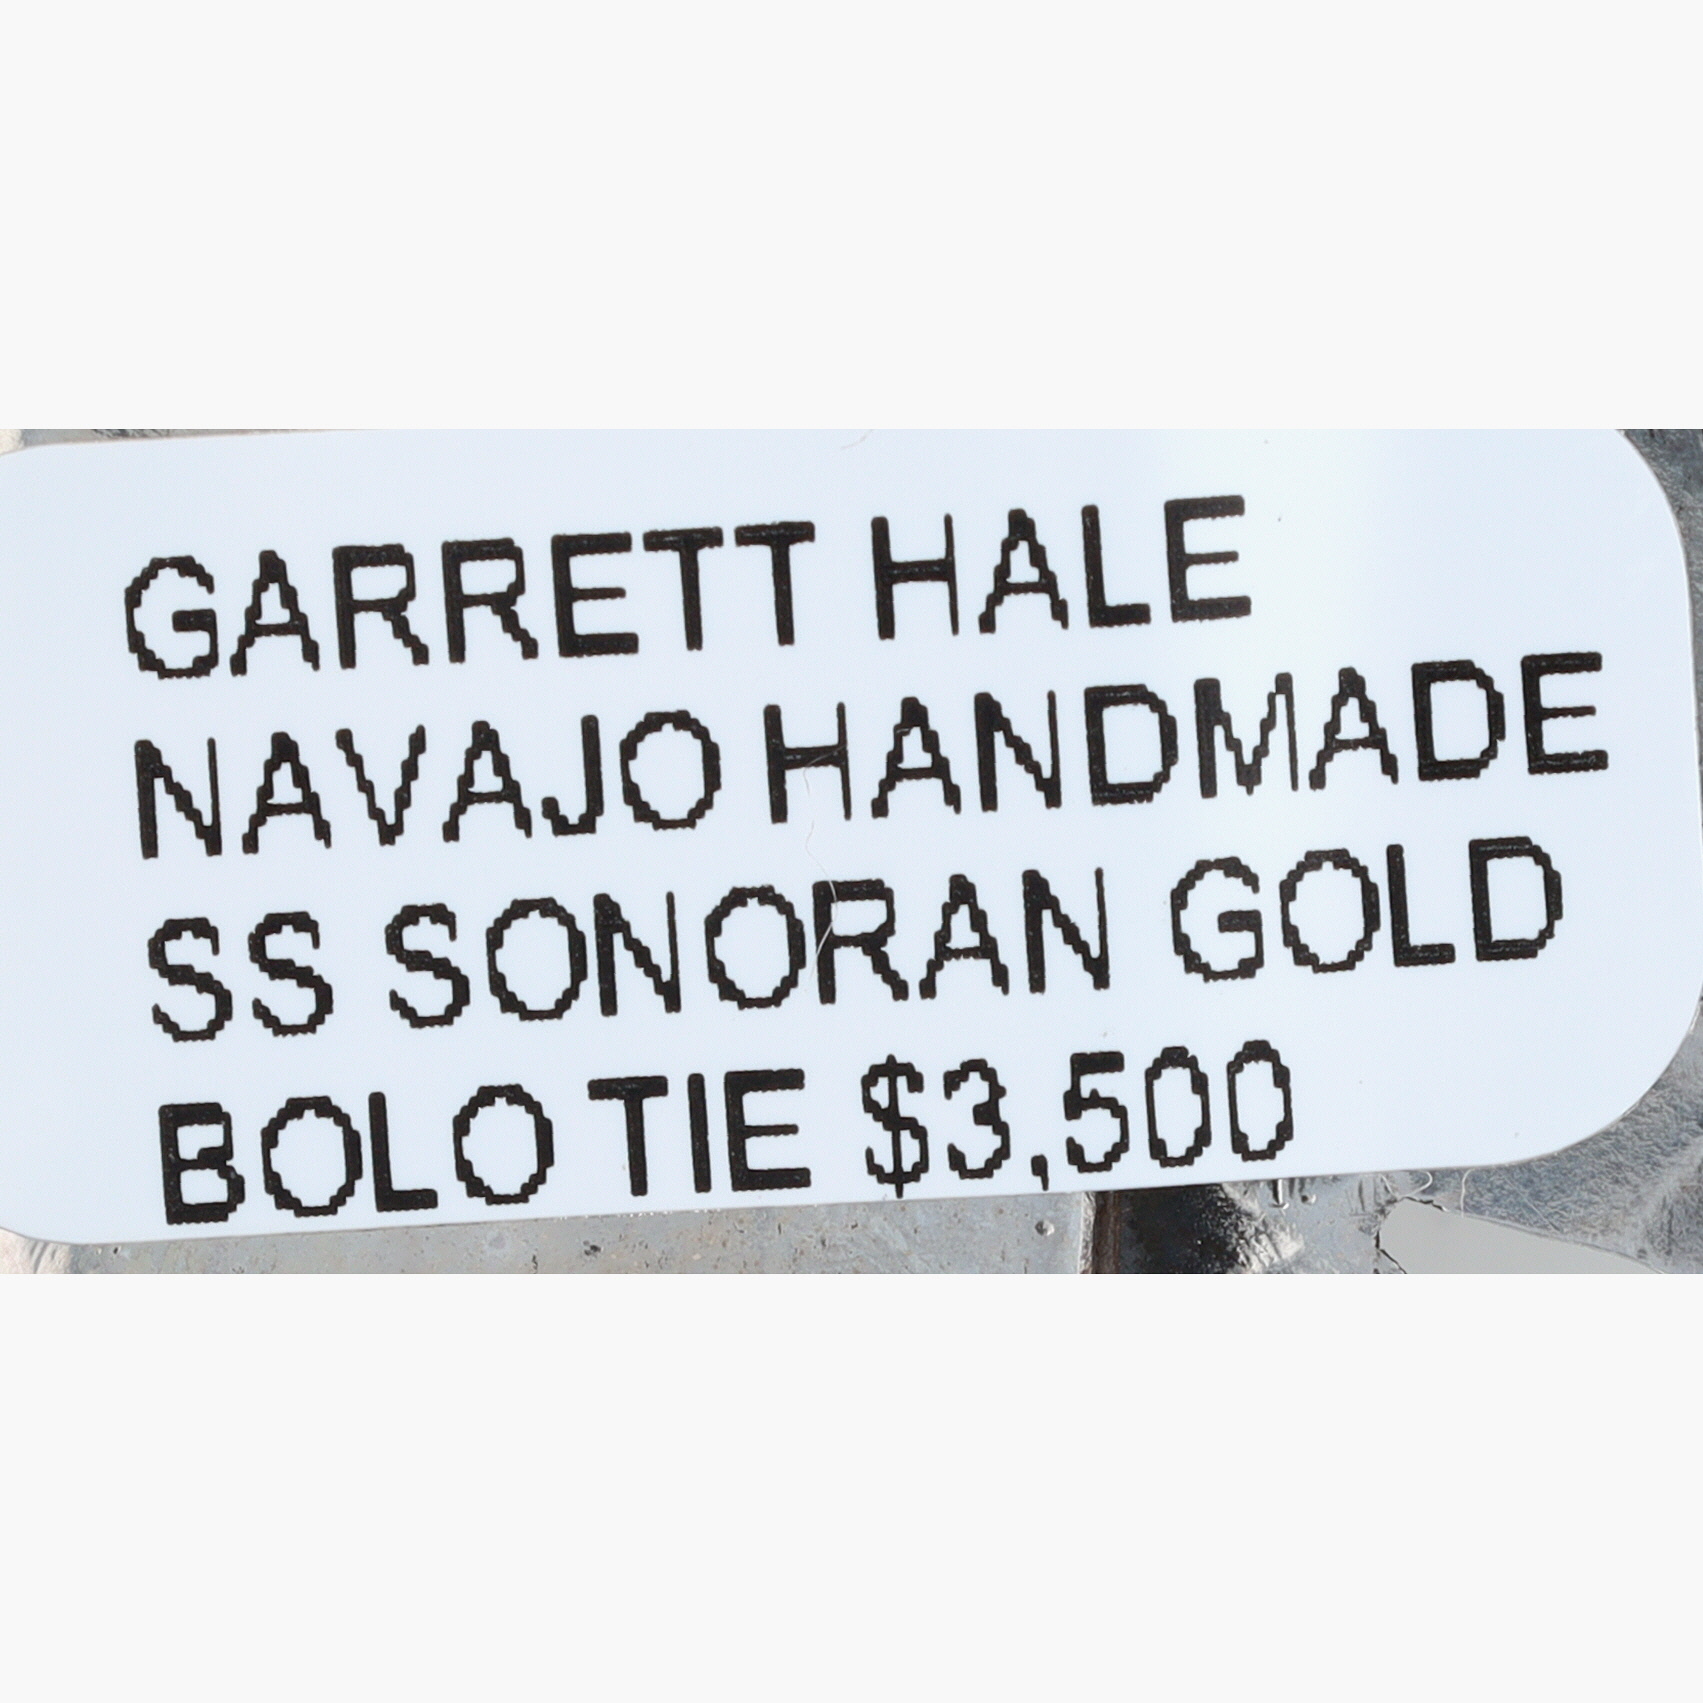 GARRETT HALE
NAVAJO HANDMADE
SS SONORAN GOLD
BOLO TIE $3,500